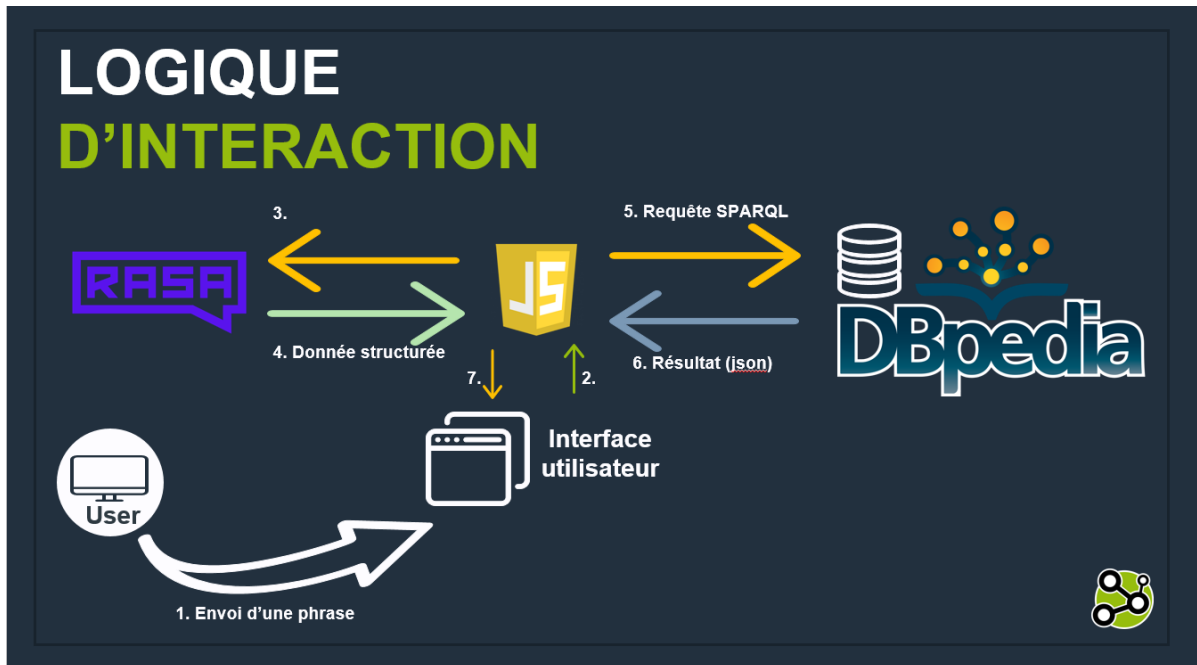 LOGIQUE
D'INTERACTION
3.
5. Requête SPARQL
RASA
JS
DBpedia
4. Donnée structurée
6. Résultat (json)
7.
2.
Interface
utilisateur
User
1. Envoi d'une phrase